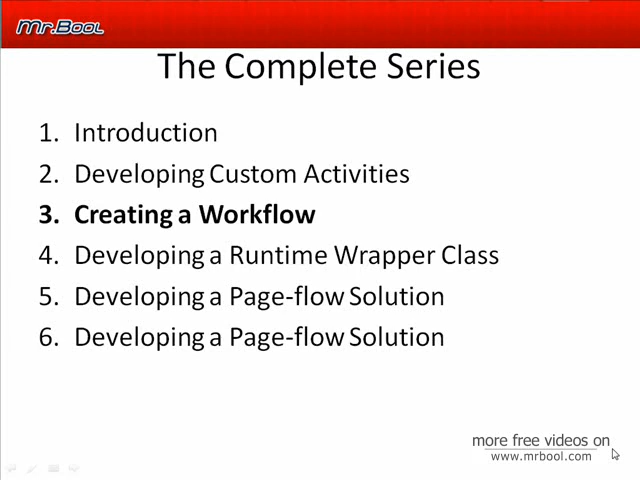 Mr.Bool
The Complete Series
1. Introduction
2. Developing Custom Activities
3. Creating a Workflow
4. Developing a Runtime Wrapper Class
5. Developing a Page-flow Solution
6. Developing a Page-flow Solution
more free videos on
www.mrbool.com